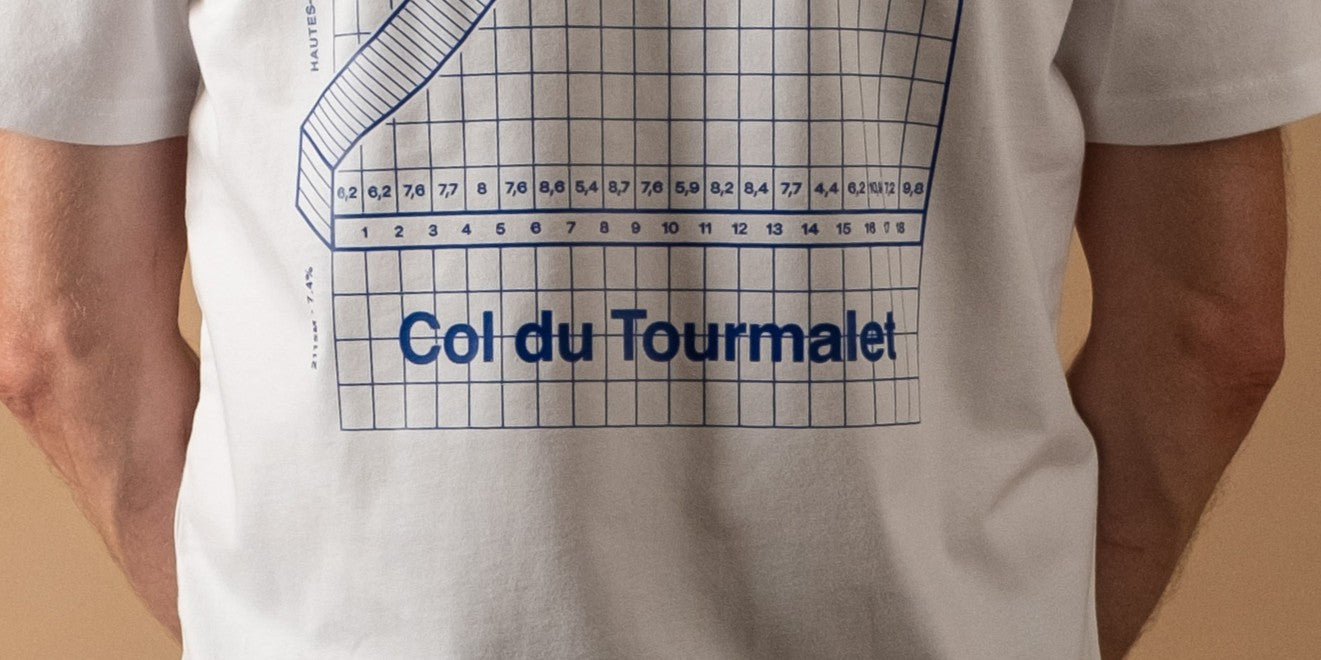 HAUTES-
6,2 6,2 7,6 7,7 8 7,6 8,6 5,4 8,7 7,6 5,9 8,2 8,4 7,7 4,4 6,2 7,2 9,8
1 2 3 4 5 6 7 8 9 10 11 12 13 14 15 16 17 18
2115M - 7.4%
Col du Tourmalet